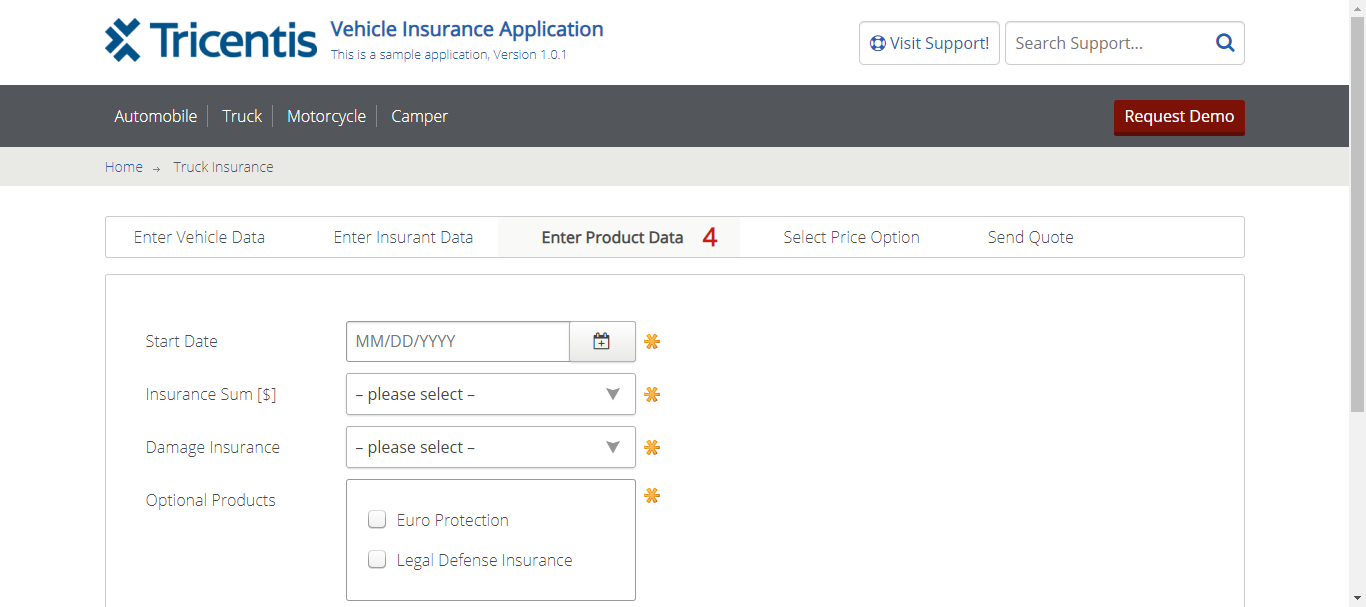 Tricentis
Vehicle Insurance Application
This is a sample application, Version 1.0.1
Visit Support!
Search Support...
Automobile
Truck
Motorcycle
Camper
Request Demo
Home → Truck Insurance
Enter Vehicle Data
Enter Insurant Data
Enter Product Data 4
Select Price Option
Send Quote
Start Date
MM/DD/YYYY
Insurance Sum [$]
– please select –
Damage Insurance
– please select –
Optional Products
Euro Protection
Legal Defense Insurance